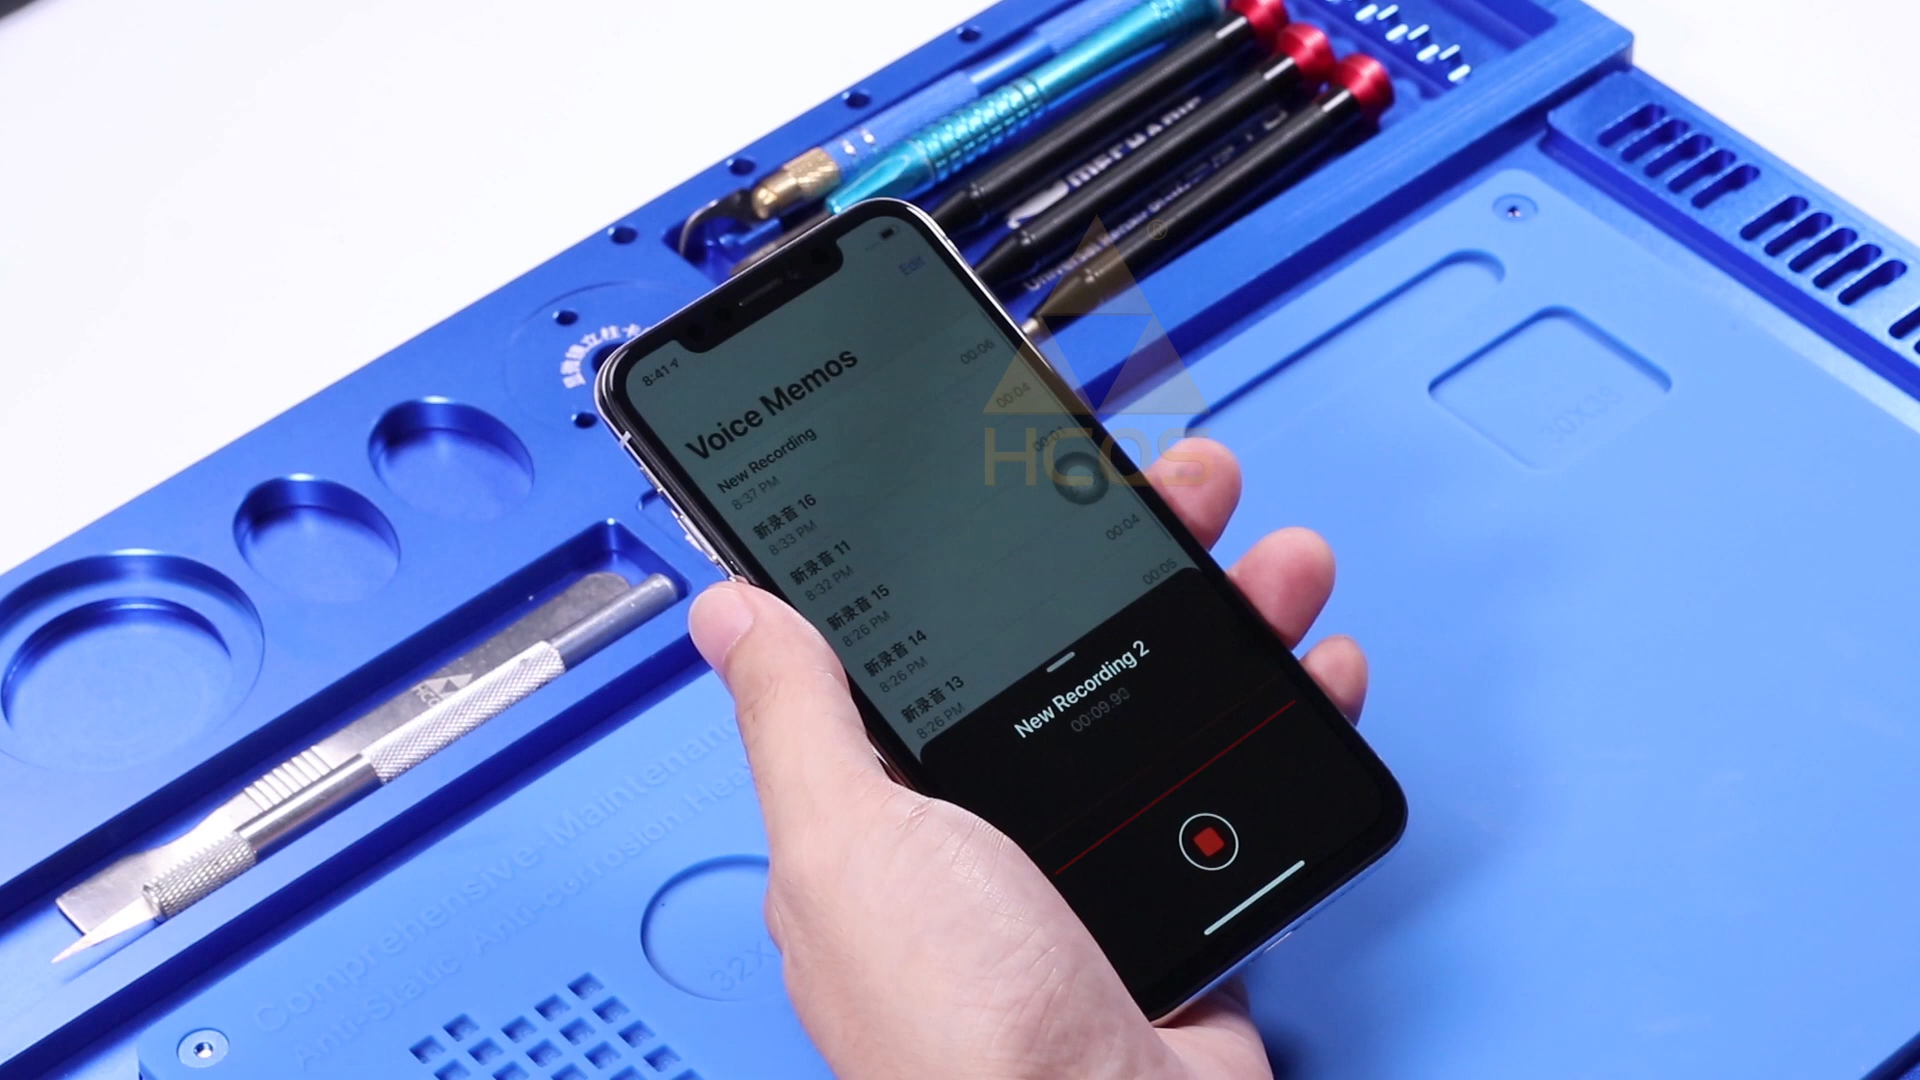 8:41
Edit
Voice Memos
New Recording
8:37 PM
00:06
新录音 16
8:33 PM
00:04
新录音 11
8:32 PM
新录音 15
8:26 PM
00:04
新录音 14
8:26 PM
00:05
新录音 13
8:26 PM
New Recording 2
00:09.90
HCOS
®
30X38
32X
Comprehensive Maintenance
Anti-Static Anti-corrosion